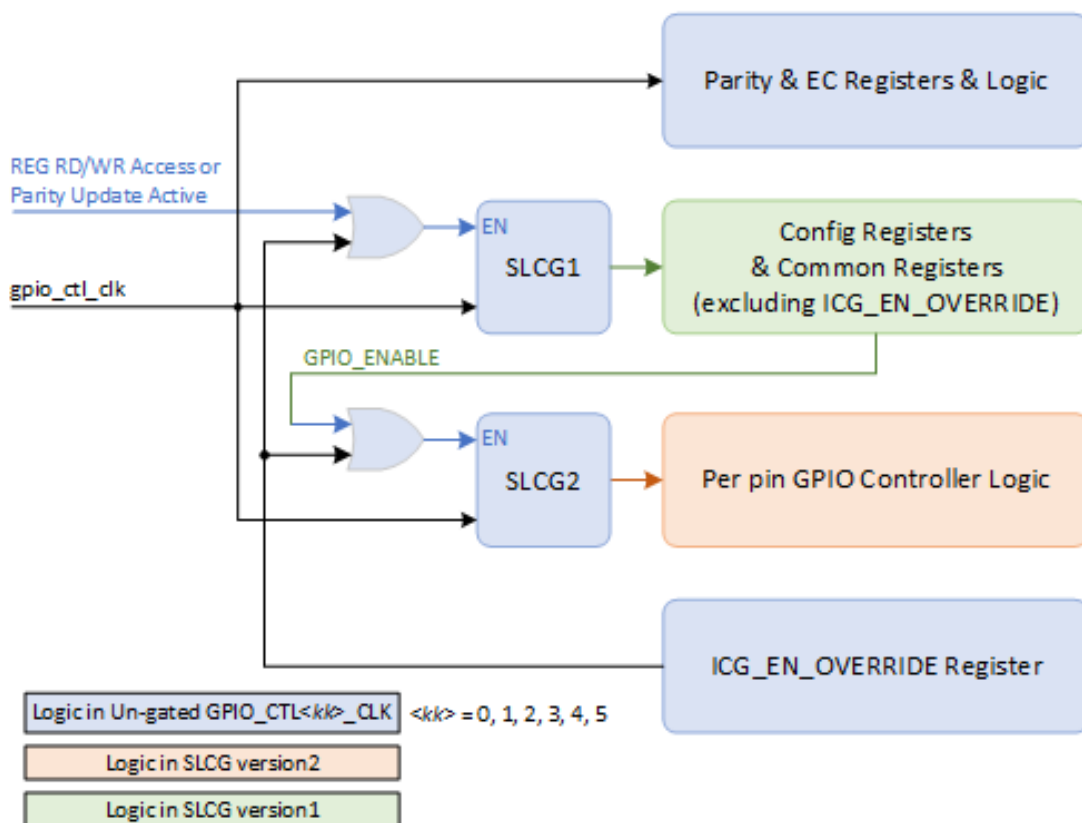 Parity & EC Registers & Logic
REG RD/WR Access or
Parity Update Active
EN
SLCG1
Config Registers
& Common Registers
(excluding ICG_EN_OVERRIDE)
gpio_ctl_clk
GPIO_ENABLE
EN
SLCG2
Per pin GPIO Controller Logic
ICG_EN_OVERRIDE Register
Logic in Un-gated GPIO_CTL<kk>_CLK
<kk> = 0, 1, 2, 3, 4, 5
Logic in SLCG version2
Logic in SLCG version1